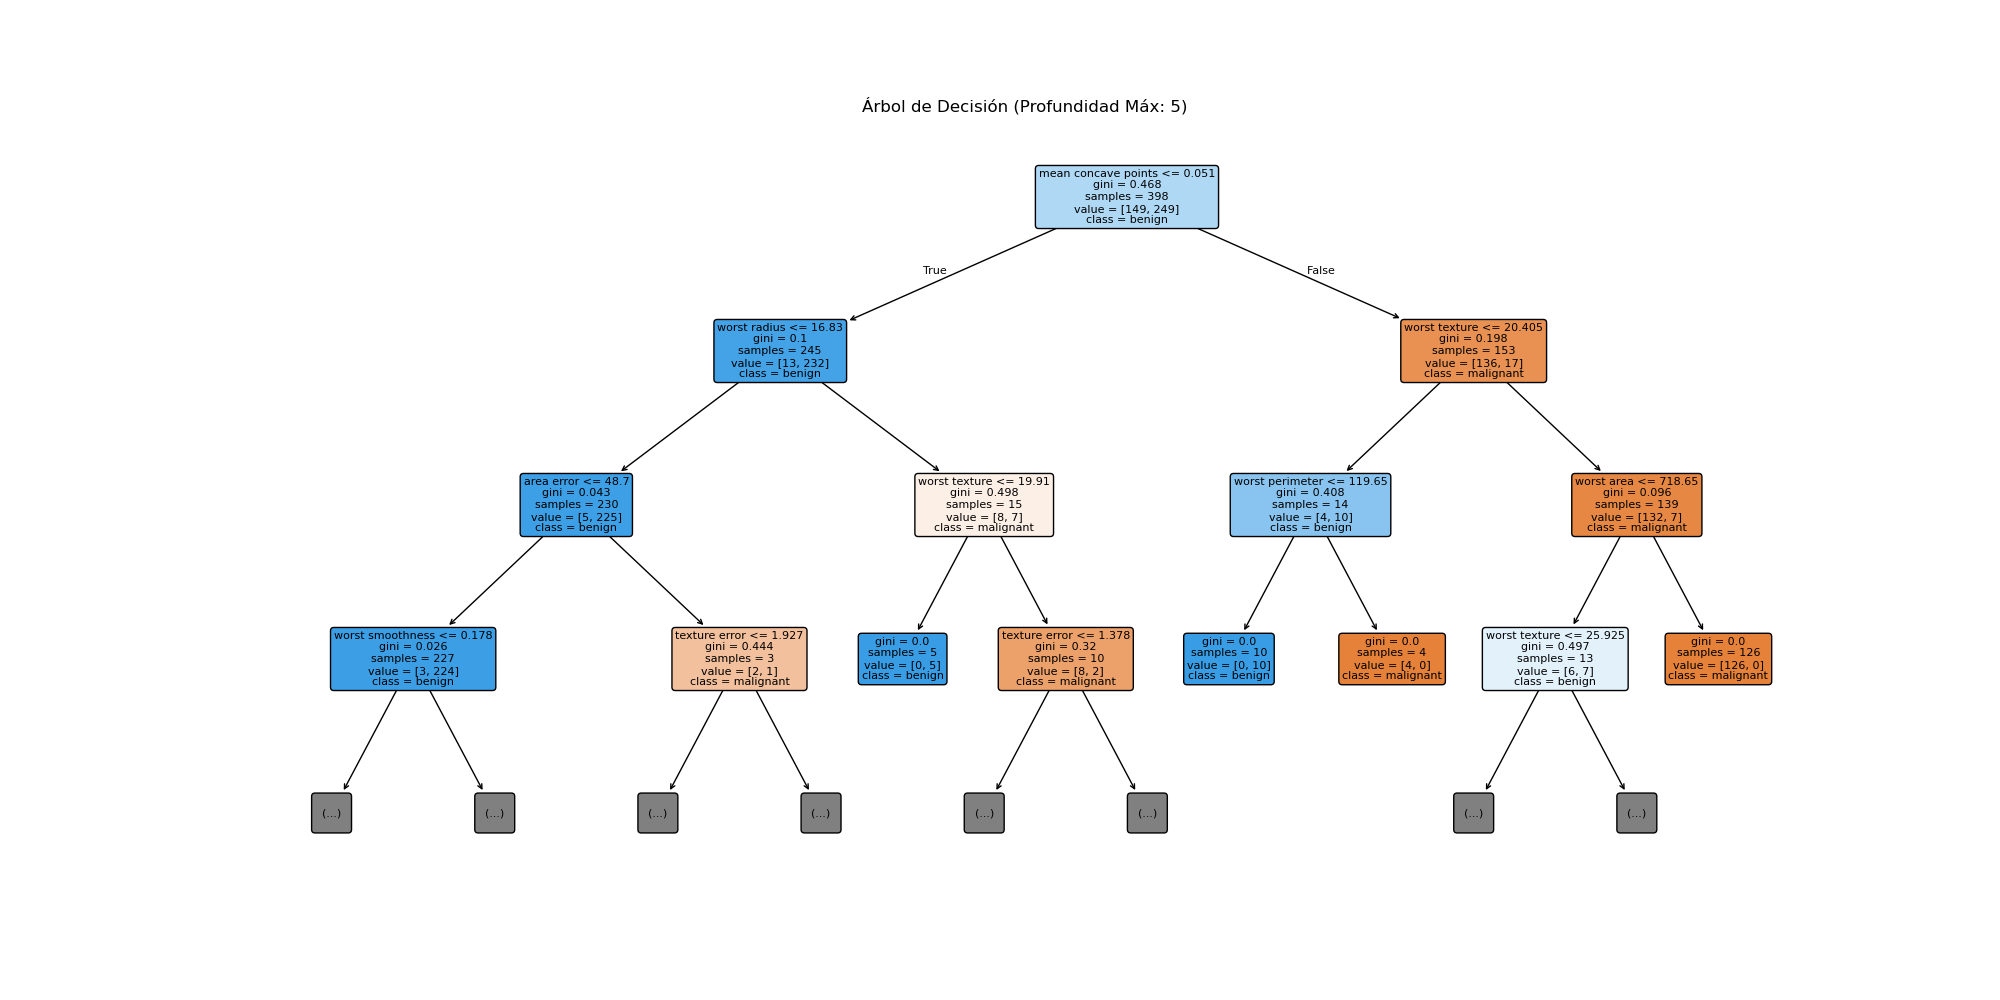 Árbol de Decisión (Profundidad Máx: 5)
mean concave points <= 0.051
gini = 0.468
samples = 398
value = [149, 249]
class = benign
True
False
worst radius <= 16.83
gini = 0.1
samples = 245
value = [13, 232]
class = benign
worst texture <= 20.405
gini = 0.198
samples = 153
value = [136, 17]
class = malignant
area error <= 48.7
gini = 0.043
samples = 230
value = [5, 225]
class = benign
worst texture <= 19.91
gini = 0.498
samples = 15
value = [8, 7]
class = malignant
worst perimeter <= 119.65
gini = 0.408
samples = 14
value = [4, 10]
class = benign
worst area <= 718.65
gini = 0.096
samples = 139
value = [132, 7]
class = malignant
worst smoothness <= 0.178
gini = 0.026
samples = 227
value = [3, 224]
class = benign
texture error <= 1.927
gini = 0.444
samples = 3
value = [2, 1]
class = malignant
gini = 0.0
samples = 5
value = [0, 5]
class = benign
texture error <= 1.378
gini = 0.32
samples = 10
value = [8, 2]
class = malignant
gini = 0.0
samples = 10
value = [0, 10]
class = benign
gini = 0.0
samples = 4
value = [4, 0]
class = malignant
worst texture <= 25.925
gini = 0.497
samples = 13
value = [6, 7]
class = benign
gini = 0.0
samples = 126
value = [126, 0]
class = malignant
(...)
(...)
(...)
(...)
(...)
(...)
(...)
(...)